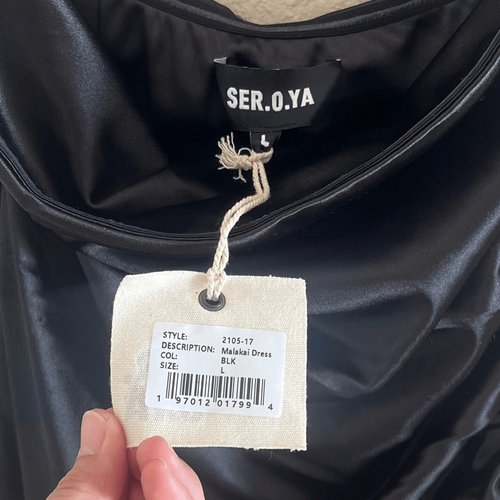 SER.O.YA
L
STYLE: 2105-17
DESCRIPTION: Malakai Dress
COL: BLK
SIZE: L
1 97012 01799 4